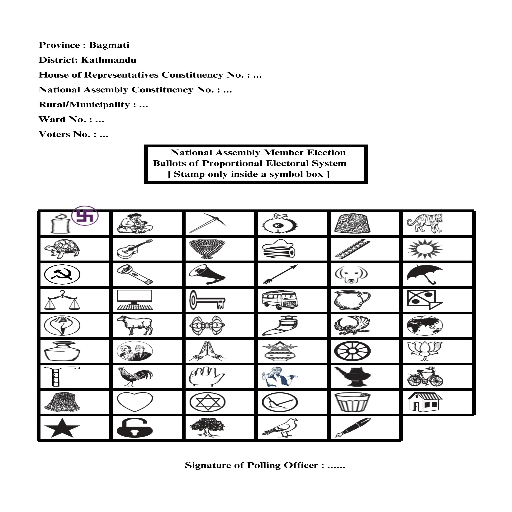 Province : Bagmati
District: Kathmandu
House of Representatives Constituency No. : ...
National Assembly Constituency No. : ...
Rural/Municipality : ...
Ward No. : ...
Voters No. : ...
National Assembly Member Election
Ballots of Proportional Electoral System
[ Stamp only inside a symbol box ]
Signature of Polling Officer : ......